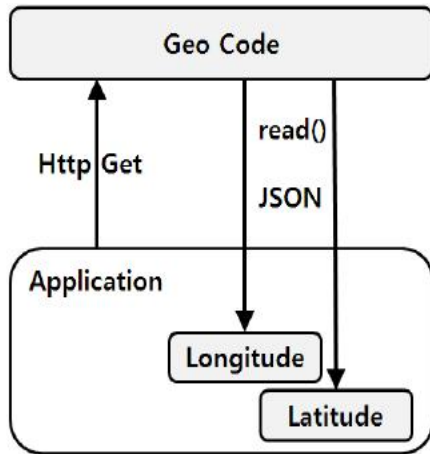 Geo Code
read()
Http Get
JSON
Application
Longitude
Latitude